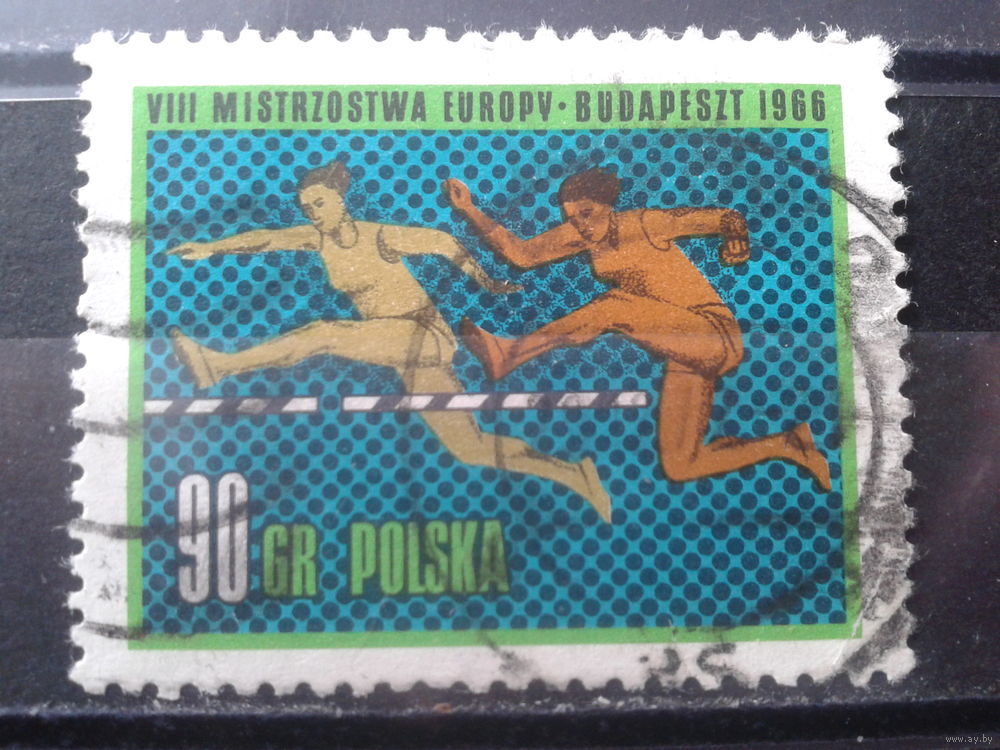 VIII MISTRZOSTWA EUROPY • BUDAPESZT 1966
90 GR POLSKA
www.ay.by